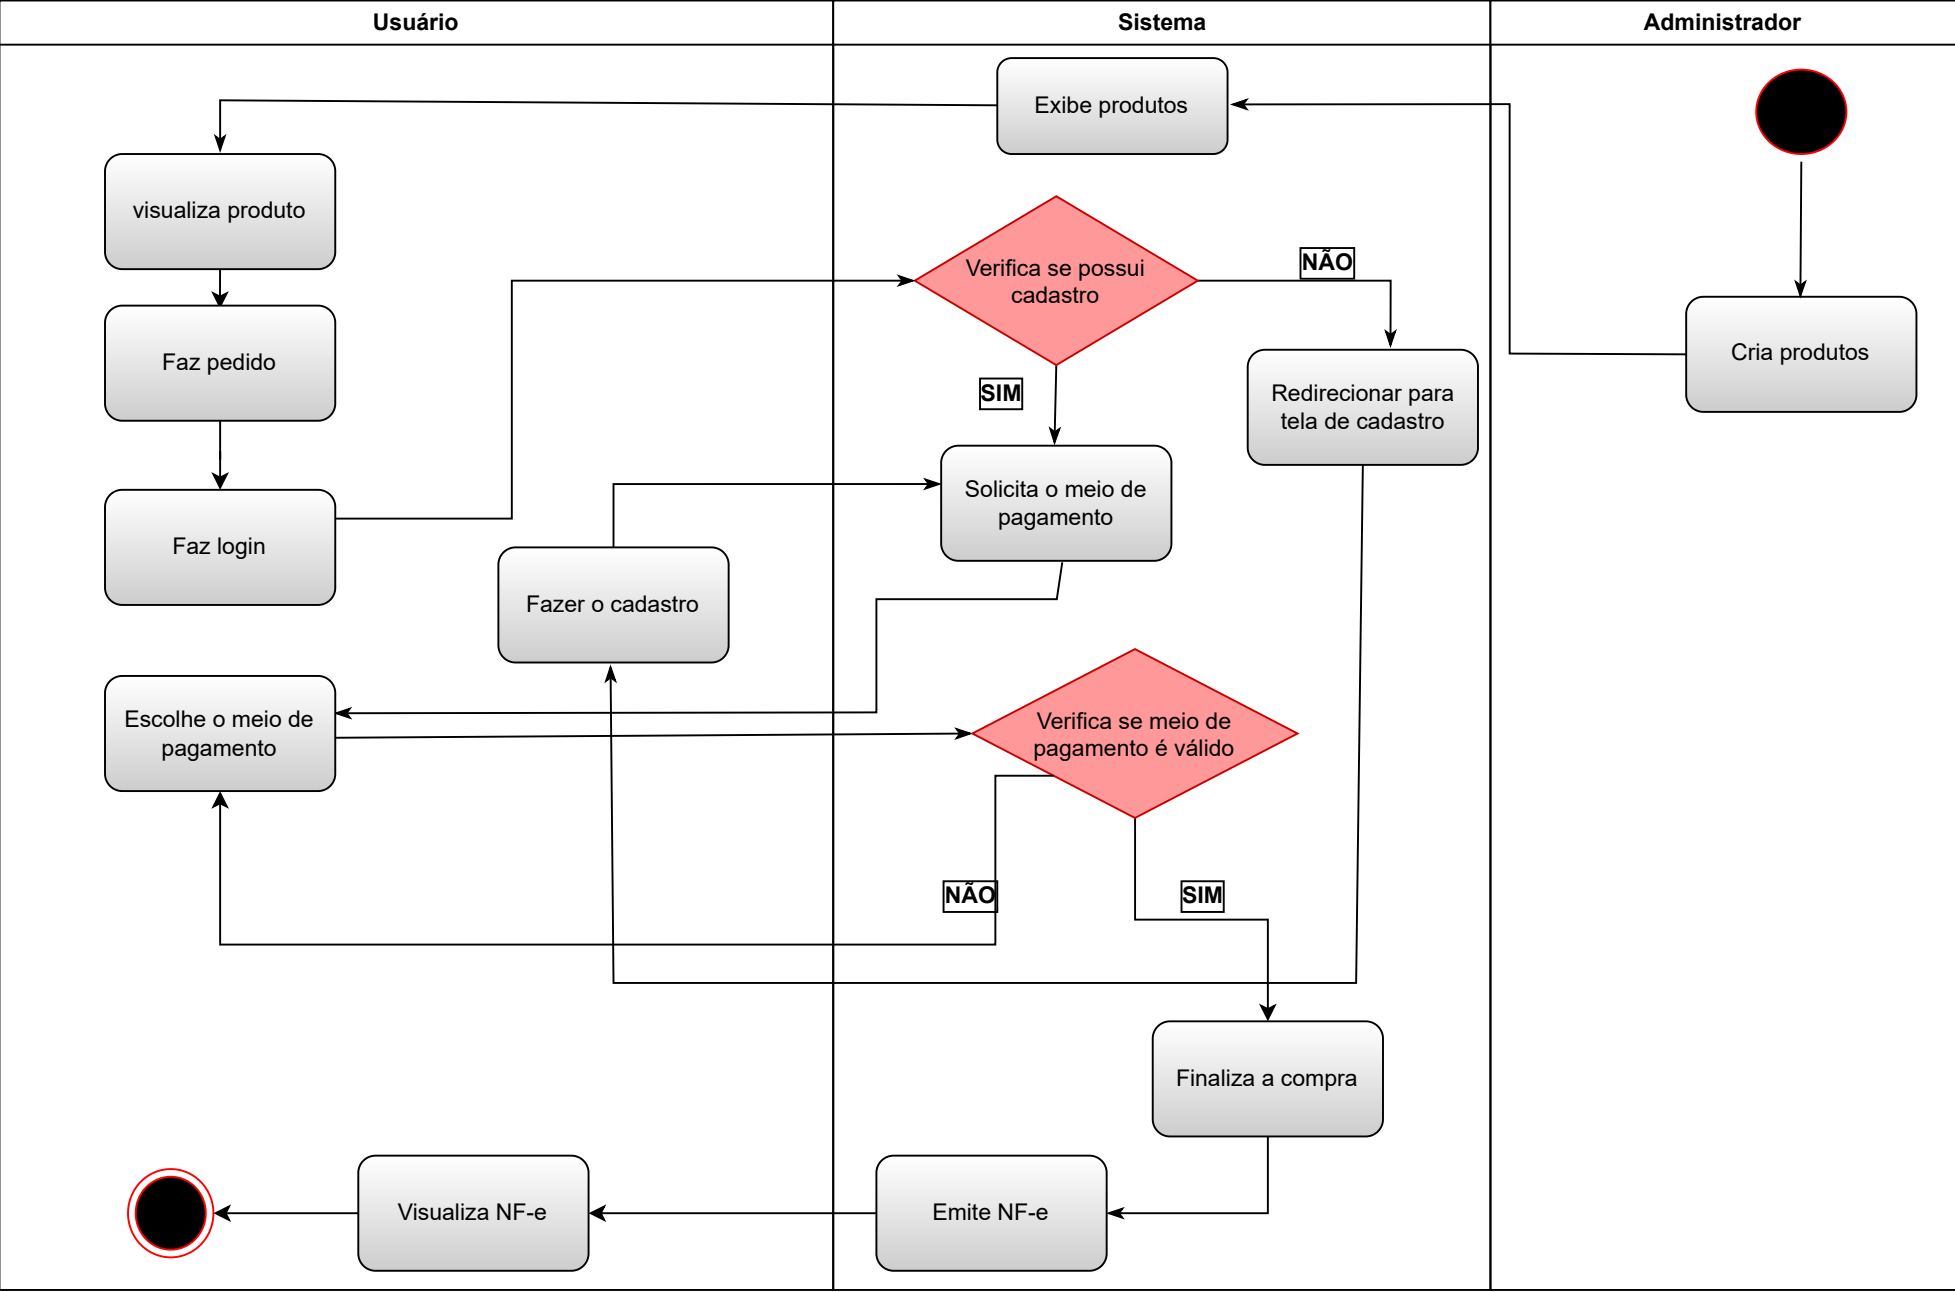 Usuário
Sistema
Administrador
Exibe produtos
visualiza produto
Verifica se possui
cadastro
NÃO
Faz pedido
Cria produtos
SIM
Redirecionar para
tela de cadastro
Solicita o meio de
pagamento
Faz login
Fazer o cadastro
Escolhe o meio de
pagamento
Verifica se meio de
pagamento é válido
NÃO
SIM
Finaliza a compra
Visualiza NF-e
Emite NF-e